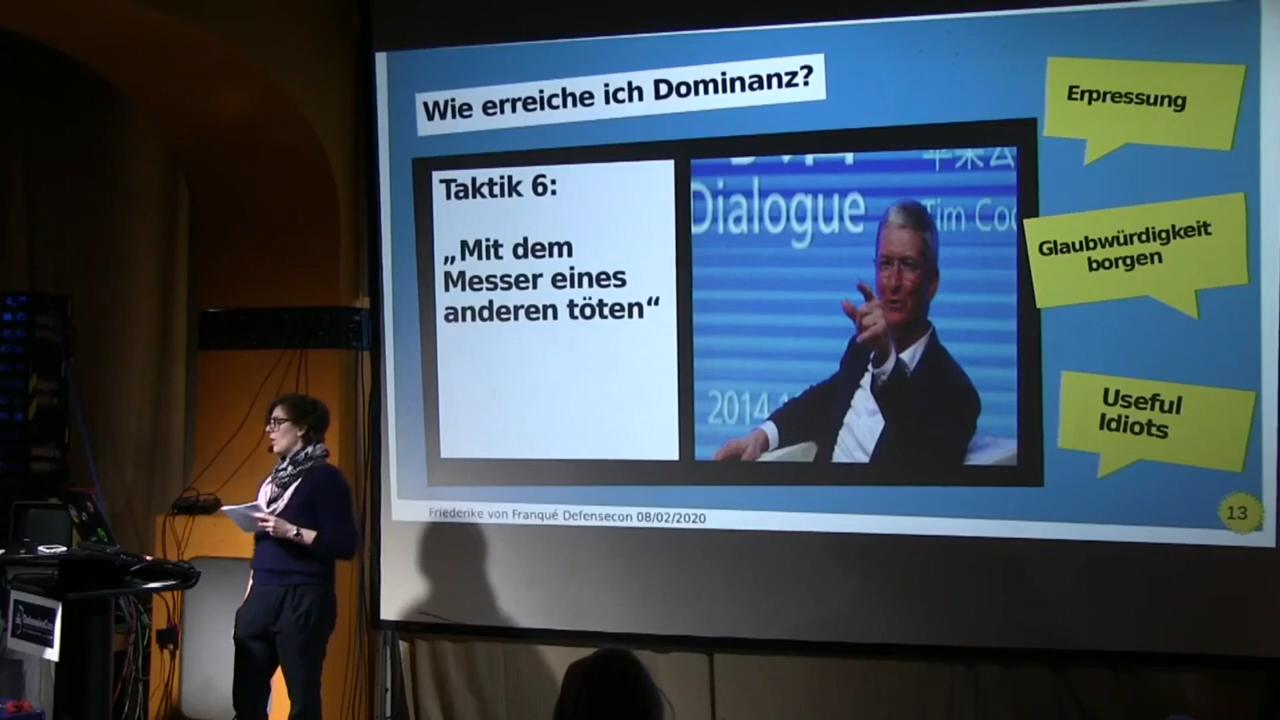 Wie erreiche ich Dominanz?
Taktik 6:
„Mit dem
Messer eines
anderen töten“
Dialogue
Tim Coo
2014
Erpressung
Glaubwürdigkeit
borgen
Useful
Idiots
Friederike von Franqué Defensecon 08/02/2020
13